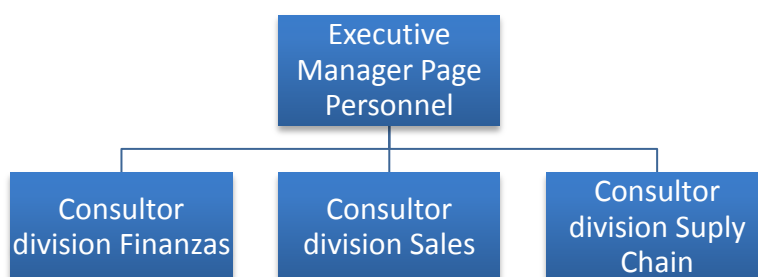 Executive
Manager Page
Personnel
Consultor
division Finanzas
Consultor
division Sales
Consultor
division Suply
Chain